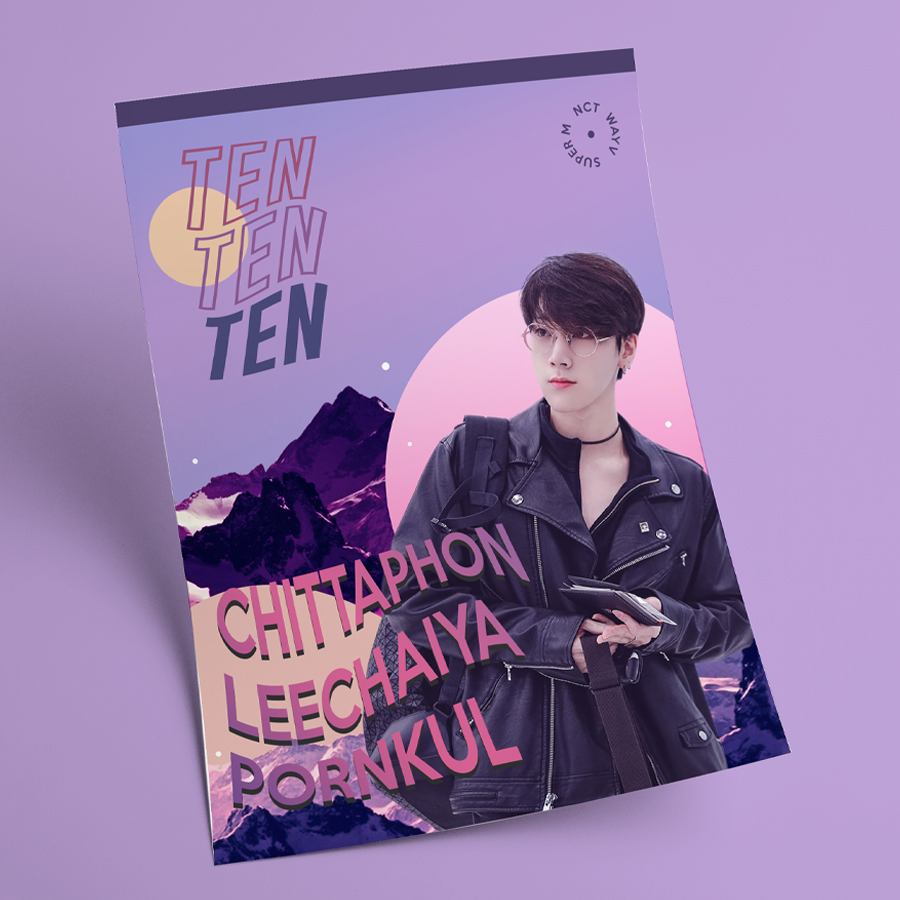 TEN
TEN
TEN
NCT WAYV SUPER M
CHITTAPHON
LEECHAIYA
PORNKUL